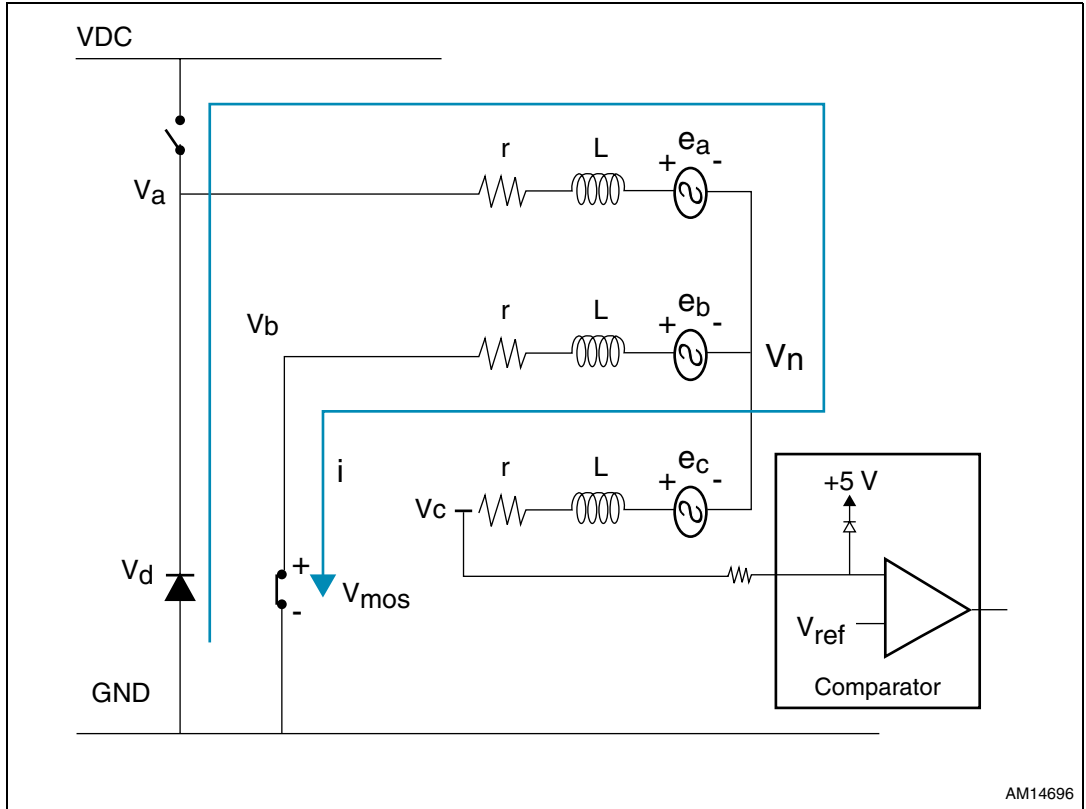 VDC
r
L
+
ea
-
Va
r
L
+
eb
-
Vb
Vn
r
L
+
ec
-
+5 V
i
Vc
Vd
+
Vmos
-
Vref
GND
Comparator
AM14696